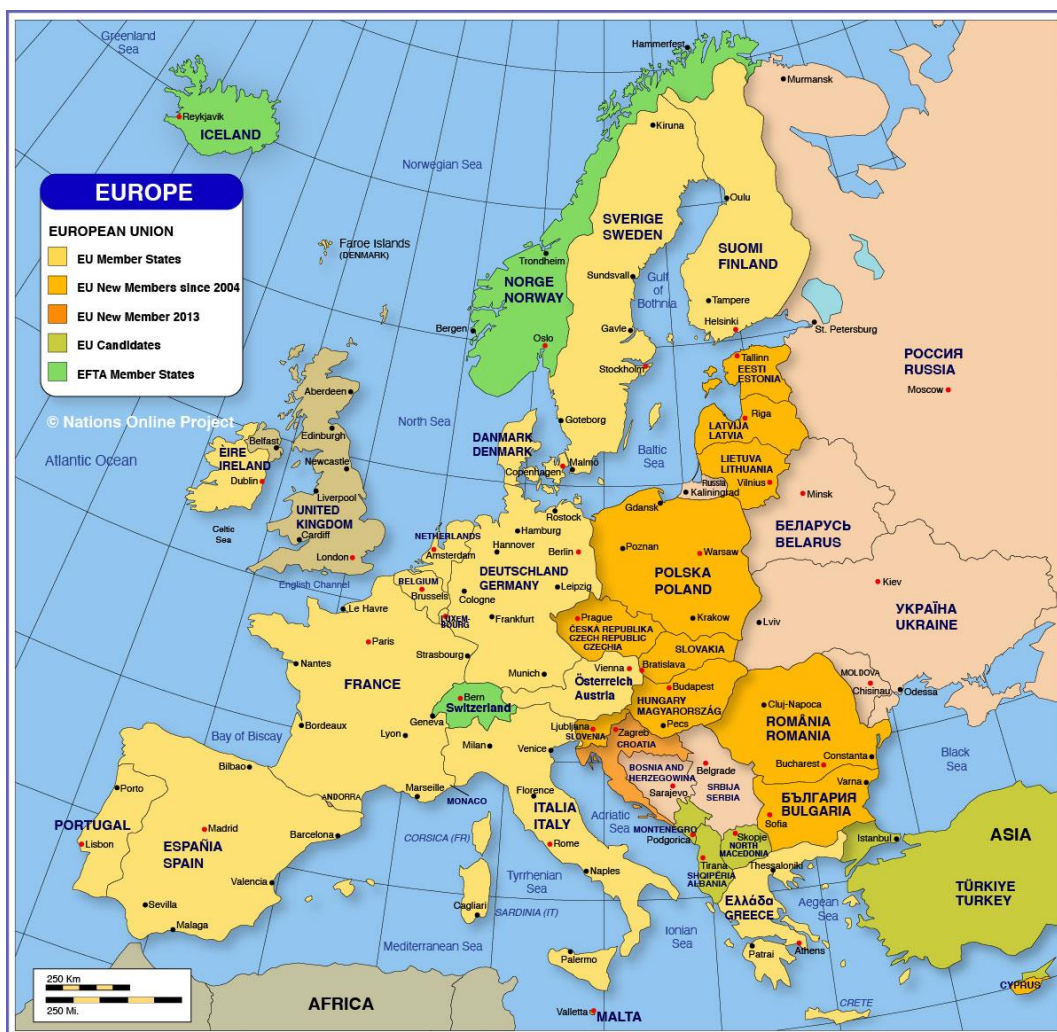 Greenland
Sea
Hammerfest
Murmansk
Reykjavik
ICELAND
Kiruna
Norwegian Sea
EUROPE
EUROPEAN UNION
EU Member States
EU New Members since 2004
EU New Member 2013
EU Candidates
EFTA Member States
© Nations Online Project
Oulu
SVERIGE
SWEDEN
SUOMI
FINLAND
Faroe Islands
(DENMARK)
Trondheim
NORGE
NORWAY
Sundsvall
Gulf
of
Bothnia
Tampere
Bergen
Gavle
Helsinki
St. Petersburg
Oslo
Stockholm
Tallinn
EESTI
ESTONIA
РОССИЯ
RUSSIA
Moscow
Aberdeen
North Sea
Goteborg
Riga
LATVIJA
LATVIA
Edinburgh
Belfast
DANMARK
DENMARK
Baltic
Sea
LIETUVA
LITHUANIA
Vilnius
Atlantic Ocean
ÈIRE
IRELAND
Dublin
Newcastle
Copenhagen
Malmö
Russia
Kaliningrad
Minsk
Liverpool
UNITED
KINGDOM
Celtic
Sea
Cardiff
London
Gdansk
Rostock
Hamburg
БЕЛАРУСЬ
BELARUS
NETHERLANDS
Amsterdam
Hannover
Berlin
Poznan
Warsaw
English Channel
BELGIUM
Brussels
DEUTSCHLAND
GERMANY
Leipzig
POLSKA
POLAND
Kiev
Le Havre
Cologne
LUXEM-
BOURG
Frankfurt
Prague
ČESKA REPUBLIKA
CZECH REPUBLIC
CZECHIA
Krakow
Lviv
УКРАЇНА
UKRAINE
Paris
Strasbourg
SLOVAKIA
Nantes
Munich
Vienna
Bratislava
Österreich
Austria
MOLDOVA
Chisinau
Odessa
FRANCE
Bern
Switzerland
Budapest
HUNGARY
MAGYARORSZÁG
Cluj-Napoca
Geneva
Pecs
ROMÂNIA
ROMANIA
Bordeaux
Lyon
Milan
Venice
Ljubljana
SLOVENIA
Zagreb
CROATIA
Bay of Biscay
Bilbao
BOSNIA AND
HERZEGOWINA
Sarajevo
Belgrade
SRBIJA
SERBIA
Bucharest
Constanta
Black
Sea
Porto
ANDORRA
Marseille
MONACO
Florence
ITALIA
ITALY
Adriatic
Sea
Varna
БЪЛГАРИЯ
BULGARIA
Sofia
PORTUGAL
Lisbon
Madrid
ESPAÑIA
SPAIN
Barcelona
CORSICA (FR)
Rome
MONTENEGRO
Podgorica
Skopje
NORTH
MACEDONIA
Istanbul
ASIA
Tirana
SHQIPËRIA
ALBANIA
Thessaloniki
Valencia
Tyrrhenian
Sea
Naples
TÜRKIYE
TURKEY
Sevilla
Malaga
Cagliari
SARDINIA (IT)
Ελλάδα
GREECE
Aegean
Sea
Mediterranean Sea
Ionian
Sea
Palermo
Patrai
Athens
250 Km
250 Mi.
AFRICA
Valletta
MALTA
CRETE
CYPRUS